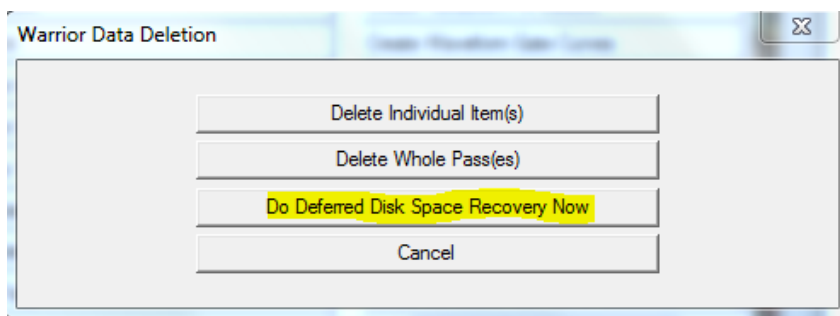 Warrior Data Deletion
Delete Individual Item(s)
Delete Whole Pass(es)
Do Deferred Disk Space Recovery Now
Cancel